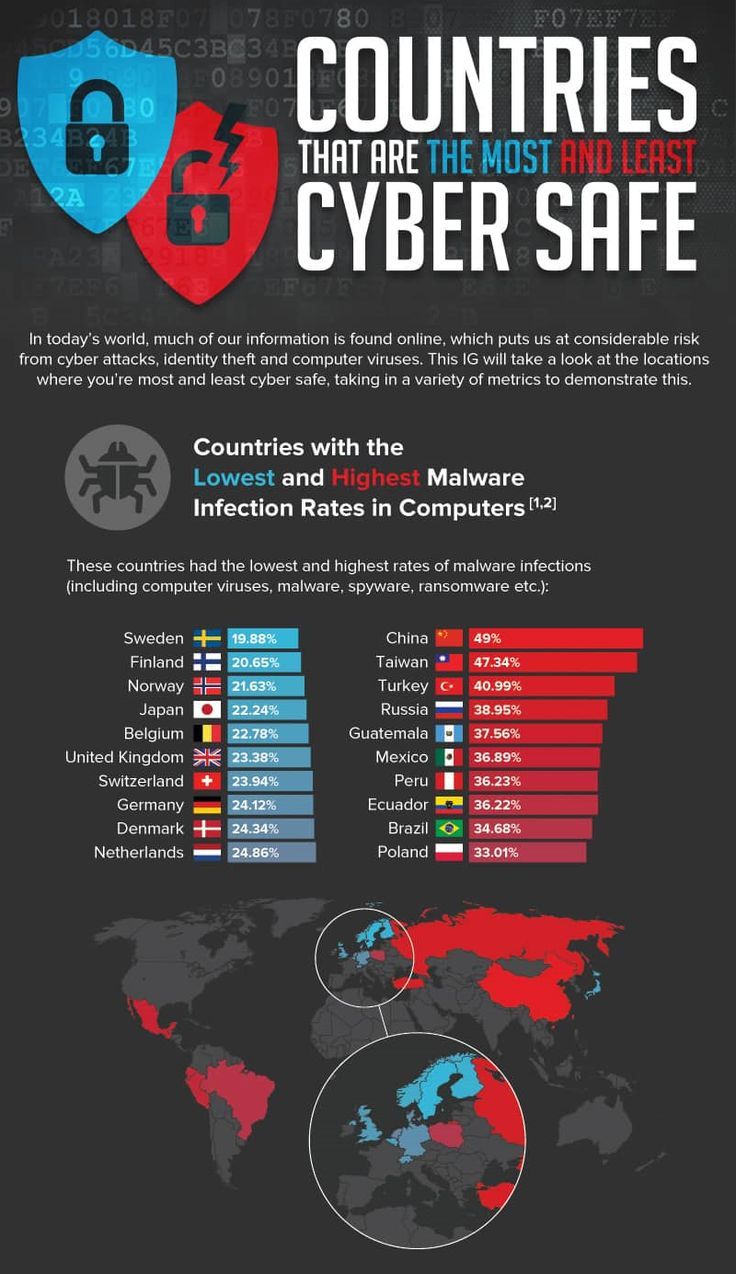 COUNTRIES
THAT ARE THE MOST AND LEAST
CYBER SAFE
In today's world, much of our information is found online, which puts us at considerable risk
from cyber attacks, identity theft and computer viruses. This IG will take a look at the locations
where you're most and least cyber safe, taking in a variety of metrics to demonstrate this.
Countries with the
Lowest and Highest Malware
Infection Rates in Computers [1,2]
These countries had the lowest and highest rates of malware infections
(including computer viruses, malware, spyware, ransomware etc.):
Sweden 19.88%
Finland 20.65%
Norway 21.63%
Japan 22.24%
Belgium 22.78%
United Kingdom 23.38%
Switzerland 23.94%
Germany 24.12%
Denmark 24.34%
Netherlands 24.86%
China 49%
Taiwan 47.34%
Turkey 40.99%
Russia 38.95%
Guatemala 37.56%
Mexico 36.89%
Peru 36.23%
Ecuador 36.22%
Brazil 34.68%
Poland 33.01%